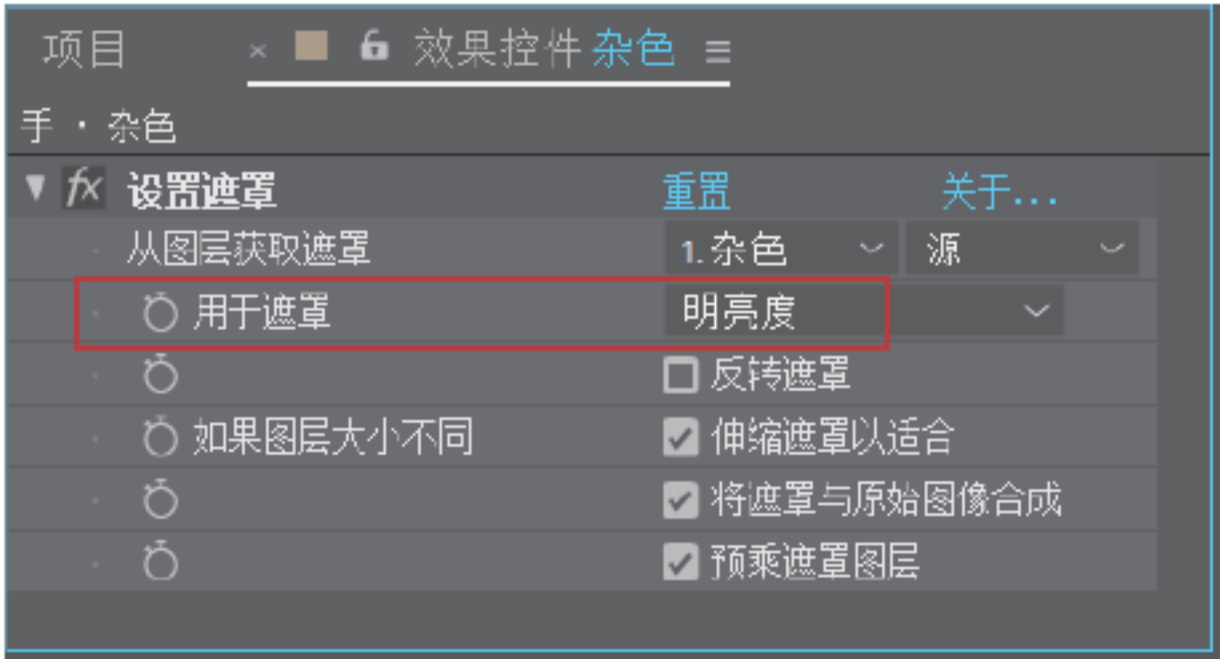 项目 × 效果控件 杂色 ≡
手 · 杂色
fx 设置遮罩 重置 关于...
从图层获取遮罩 1. 杂色 源
用于遮罩 明亮度
反转遮罩
如果图层大小不同 伸缩遮罩以适合
将遮罩与原始图像合成
预乘遮罩图层